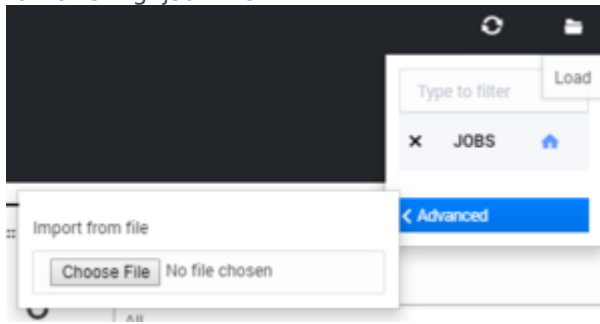 Load
Type to filter
× JOBS
< Advanced
Import from file
Choose File No file chosen
All